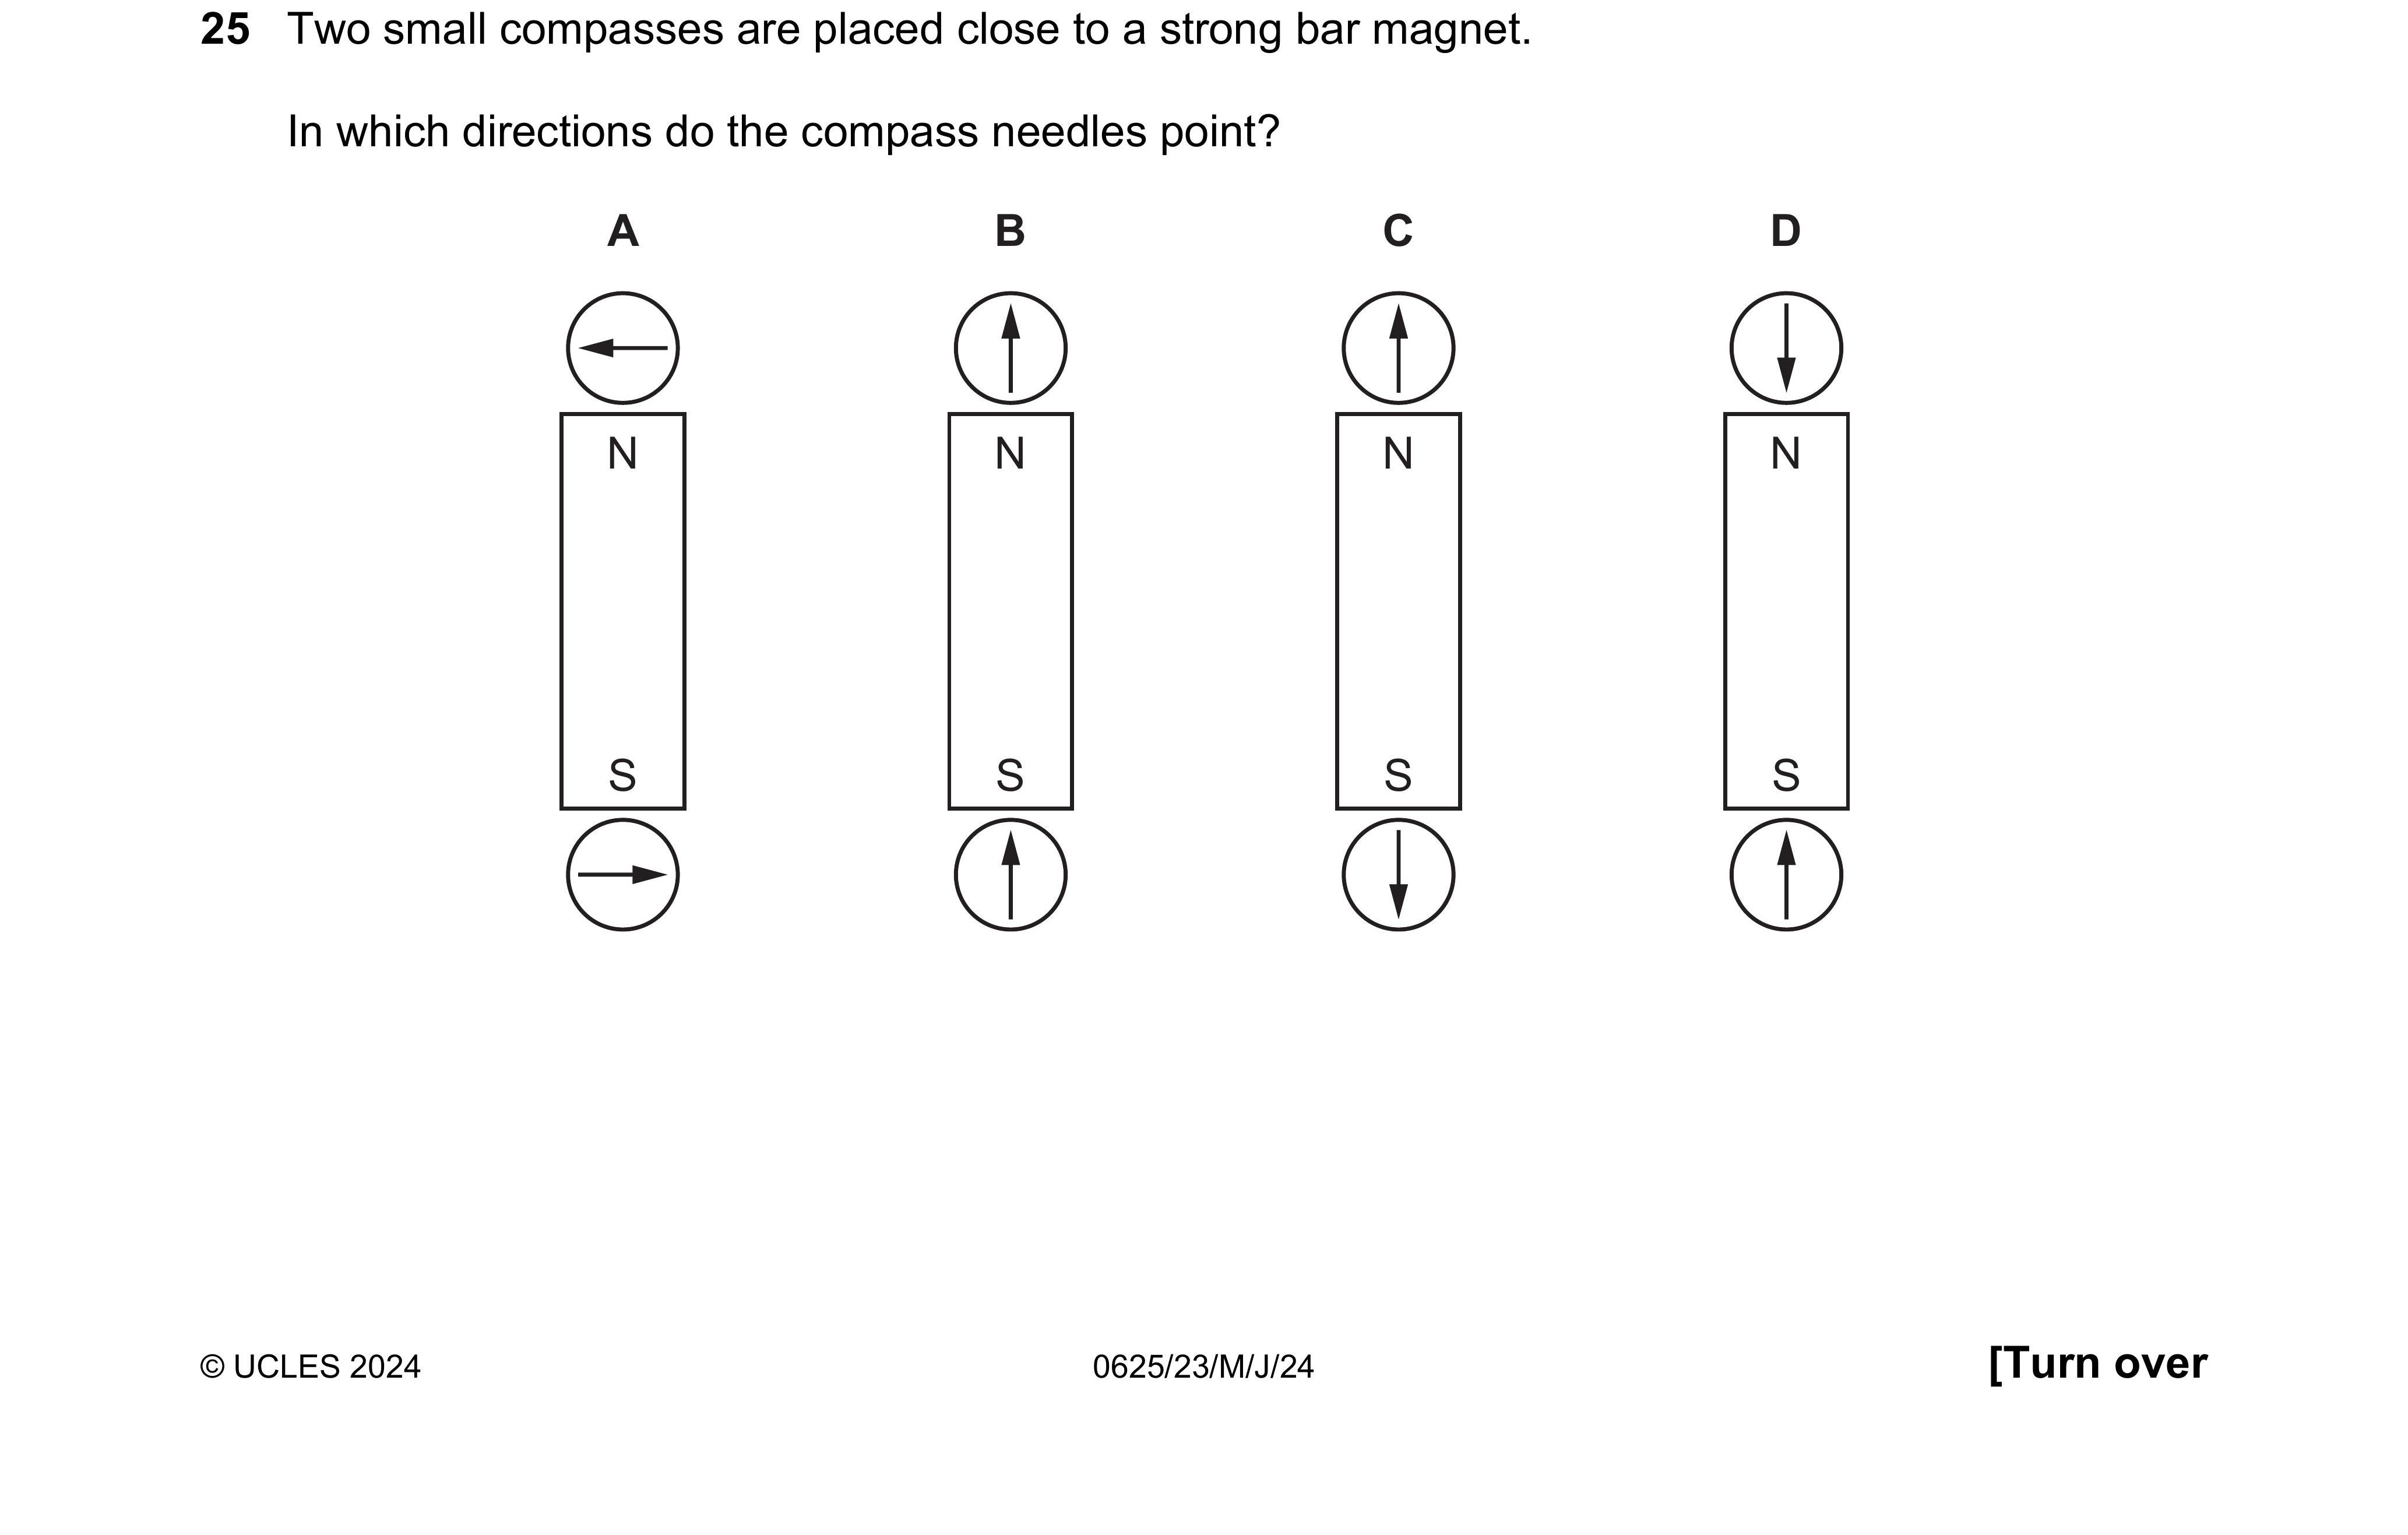 25 Two small compasses are placed close to a strong bar magnet.
In which directions do the compass needles point?
A B C D
N N N N
S S S S
© UCLES 2024 0625/23/M/J/24 [Turn over